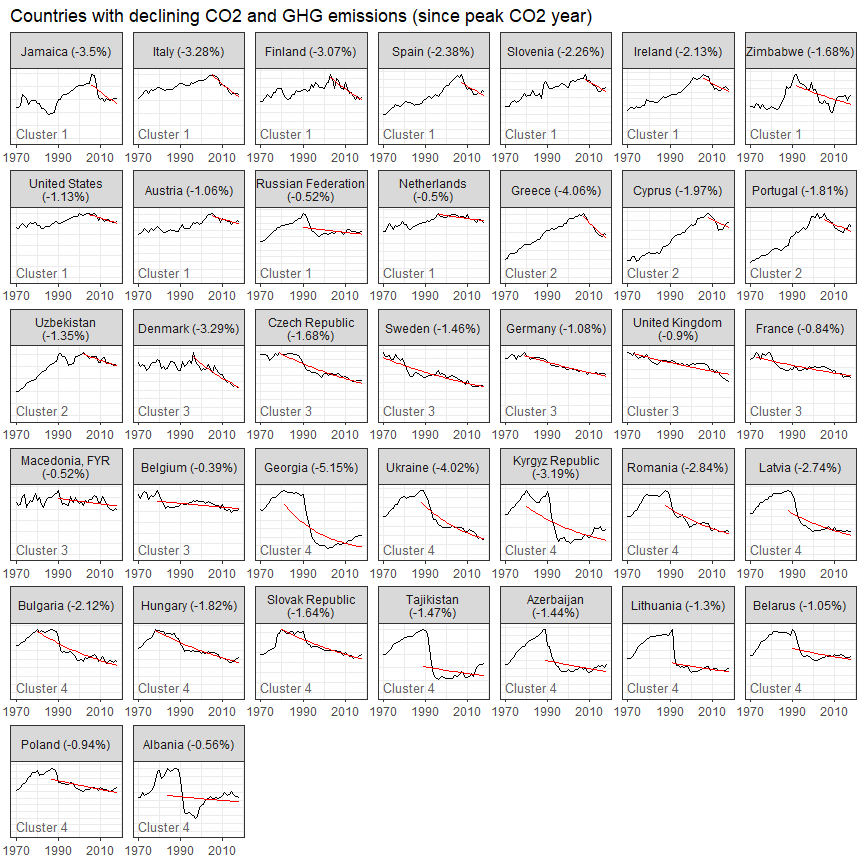 Countries with declining CO2 and GHG emissions (since peak CO2 year)
Jamaica (-3.5%)
Cluster 1
1970 1990 2010
Italy (-3.28%)
Cluster 1
1970 1990 2010
Finland (-3.07%)
Cluster 1
1970 1990 2010
Spain (-2.38%)
Cluster 1
1970 1990 2010
Slovenia (-2.26%)
Cluster 1
1970 1990 2010
Ireland (-2.13%)
Cluster 1
1970 1990 2010
Zimbabwe (-1.68%)
Cluster 1
1970 1990 2010
United States
(-1.13%)
Cluster 1
1970 1990 2010
Austria (-1.06%)
Cluster 1
1970 1990 2010
Russian Federation
(-0.52%)
Cluster 1
1970 1990 2010
Netherlands
(-0.5%)
Cluster 1
1970 1990 2010
Greece (-4.06%)
Cluster 2
1970 1990 2010
Cyprus (-1.97%)
Cluster 2
1970 1990 2010
Portugal (-1.81%)
Cluster 2
1970 1990 2010
Uzbekistan
(-1.35%)
Cluster 2
1970 1990 2010
Denmark (-3.29%)
Cluster 3
1970 1990 2010
Czech Republic
(-1.68%)
Cluster 3
1970 1990 2010
Sweden (-1.46%)
Cluster 3
1970 1990 2010
Germany (-1.08%)
Cluster 3
1970 1990 2010
United Kingdom
(-0.9%)
Cluster 3
1970 1990 2010
France (-0.84%)
Cluster 3
1970 1990 2010
Macedonia, FYR
(-0.52%)
Cluster 3
1970 1990 2010
Belgium (-0.39%)
Cluster 3
1970 1990 2010
Georgia (-5.15%)
Cluster 4
1970 1990 2010
Ukraine (-4.02%)
Cluster 4
1970 1990 2010
Kyrgyz Republic
(-3.19%)
Cluster 4
1970 1990 2010
Romania (-2.84%)
Cluster 4
1970 1990 2010
Latvia (-2.74%)
Cluster 4
1970 1990 2010
Bulgaria (-2.12%)
Cluster 4
1970 1990 2010
Hungary (-1.82%)
Cluster 4
1970 1990 2010
Slovak Republic
(-1.64%)
Cluster 4
1970 1990 2010
Tajikistan
(-1.47%)
Cluster 4
1970 1990 2010
Azerbaijan
(-1.44%)
Cluster 4
1970 1990 2010
Lithuania (-1.3%)
Cluster 4
1970 1990 2010
Belarus (-1.05%)
Cluster 4
1970 1990 2010
Poland (-0.94%)
Cluster 4
1970 1990 2010
Albania (-0.56%)
Cluster 4
1970 1990 2010